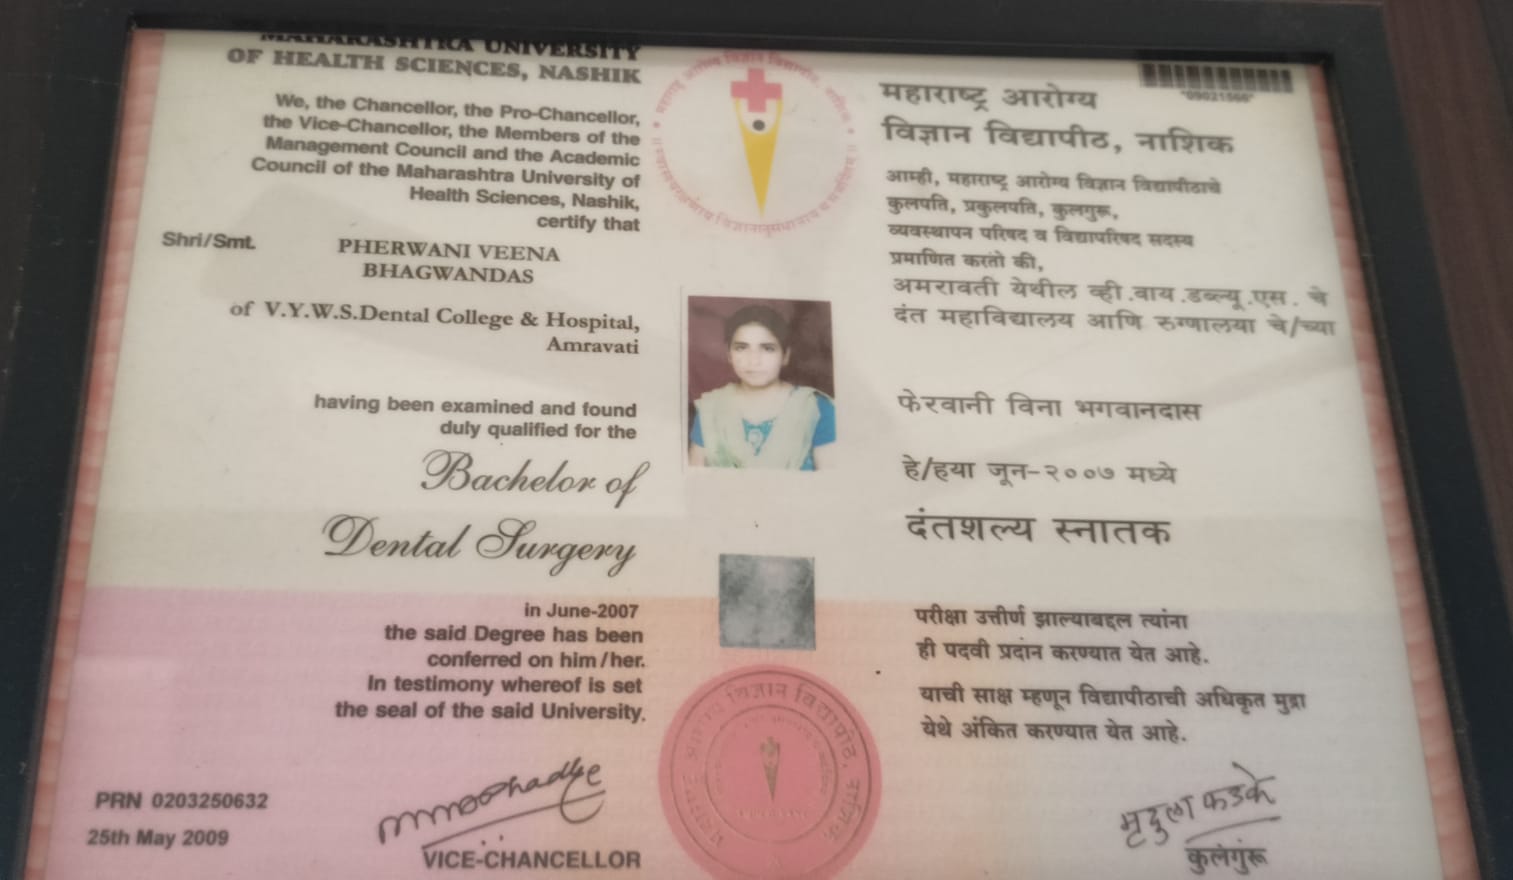 MAHARASHTRA UNIVERSITY
OF HEALTH SCIENCES, NASHIK
We, the Chancellor, the Pro-Chancellor,
the Vice-Chancellor, the Members of the
Management Council and the Academic
Council of the Maharashtra University of
Health Sciences, Nashik,
certify that
Shri/Smt.
PHERWANI VEENA
BHAGWANDAS
of V.Y.W.S.Dental College & Hospital,
Amravati
having been examined and found
duly qualified for the
Bachelor of
Dental Surgery
in June-2007
the said Degree has been
conferred on him/her.
In testimony whereof is set
the seal of the said University.
PRN 0203250632
25th May 2009
VICE-CHANCELLOR
महाराष्ट्र आरोग्य
विज्ञान विद्यापीठ, नाशिक
आम्ही, महाराष्ट्र आरोग्य विज्ञान विद्यापीठाचे
कुलपति, प्रकुलपति, कुलगुरू,
व्यवस्थापन परिषद व विद्यापरिषद सदस्य
प्रमाणित करतो की,
अमरावती येथील व्ही.वाय.डब्ल्यू.एस. चे
दंत महाविद्यालय आणि रुग्णालया चे/च्या
फेरवानी विना भगवानदास
हे/हया जून-२००७ मध्ये
दंतशल्य स्नातक
परीक्षा उत्तीर्ण झाल्याबद्दल त्यांना
ही पदवी प्रदान करण्यात येत आहे.
याची साक्ष म्हणून विद्यापीठाची अधिकृत मुद्रा
येथे अंकित करण्यात येत आहे.
मृदुला फडके
कुलगुरू